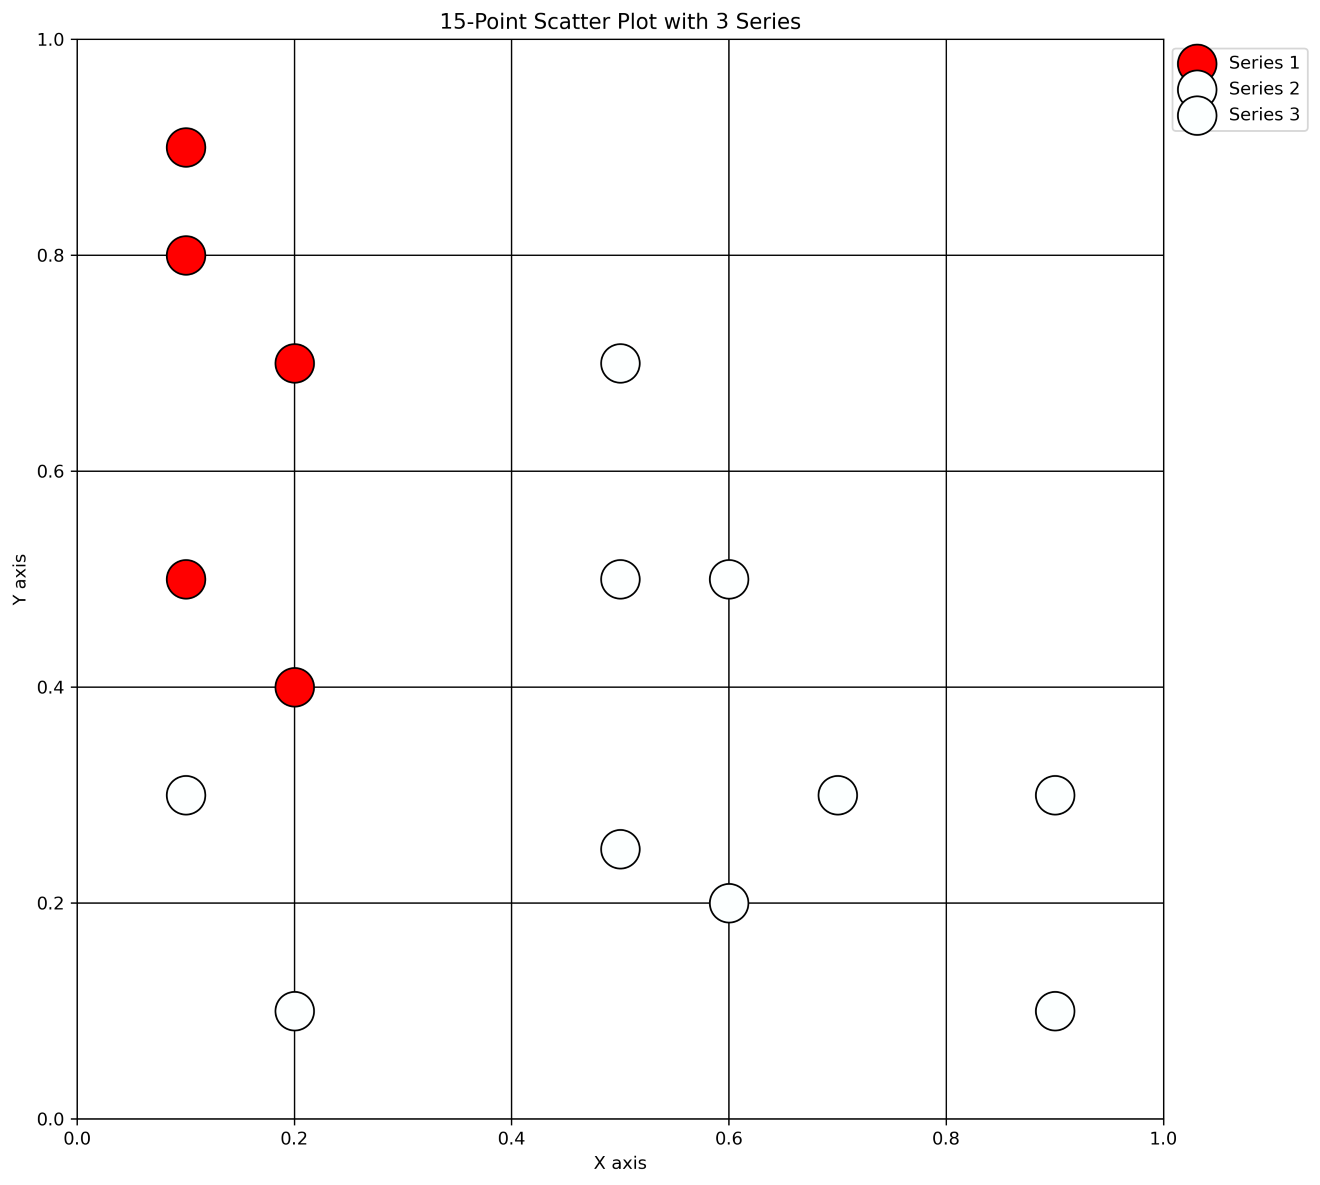 15-Point Scatter Plot with 3 Series
Series 1
Series 2
Series 3
1.0
0.8
0.6
0.4
0.2
0.0
Y axis
0.0 0.2 0.4 0.6 0.8 1.0
X axis